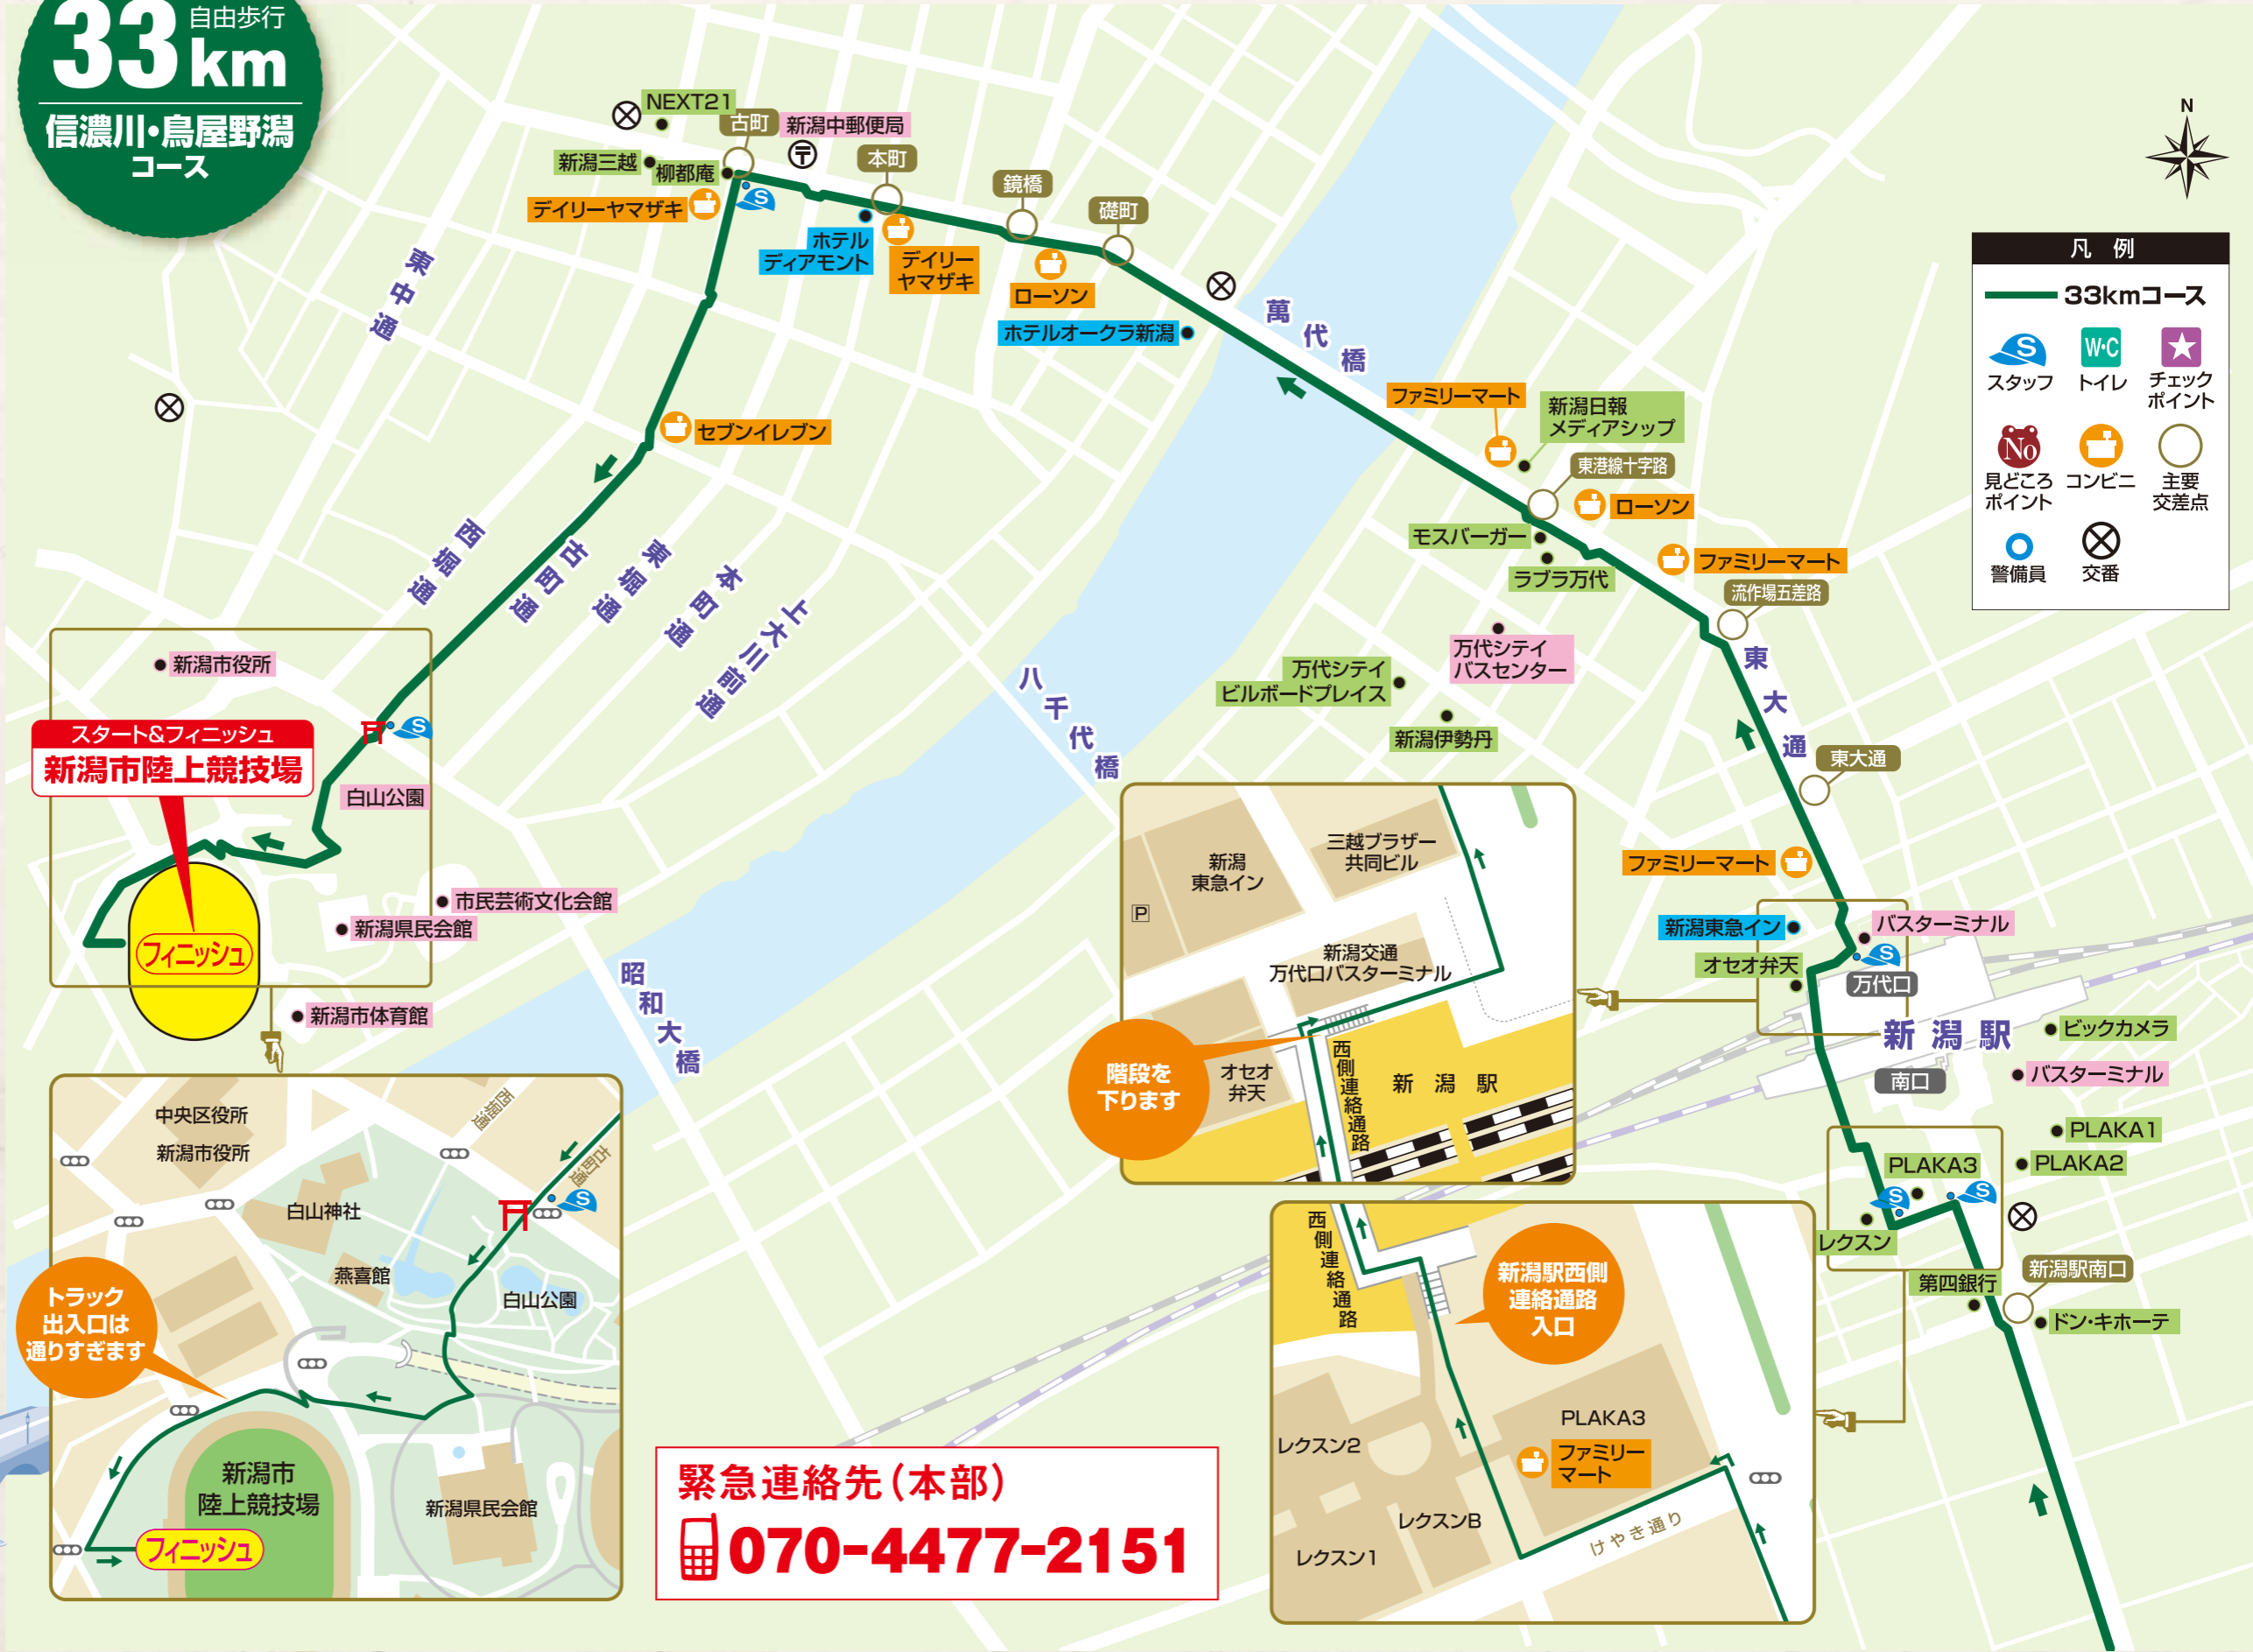 33
自由歩行
km
信濃川・鳥屋野潟
コース
NEXT21
古町
新潟中郵便局
本町
新潟三越
柳都庵
鏡橋
礎町
デイリーヤマザキ
S
ホテル
ディアモント
デイリー
ヤマザキ
ローソン
ホテルオークラ新潟
萬代橋
東中通
セブンイレブン
西堀通
古町通
東堀通
本町通
上大川前通
八千代橋
昭和大橋
ファミリーマート
新潟日報
メディアシップ
東港線十字路
ローソン
モスバーガー
ラブラ万代
ファミリーマート
流作場五差路
万代シテイ
バスセンター
万代シテイ
ビルボードプレイス
新潟伊勢丹
東大通
東大通
ファミリーマート
新潟東急イン
バスターミナル
S
オセオ弁天
万代口
新潟駅
南口
ビックカメラ
バスターミナル
PLAKA1
PLAKA2
PLAKA3
S
S
レクスン
第四銀行
新潟駅南口
ドン・キホーテ
N
凡 例
33kmコース
S
スタッフ
W・C
トイレ
チェック
ポイント
No
見どころ
ポイント
コンビニ
主要
交差点
警備員
交番
新潟市役所
S
スタート&フィニッシュ
新潟市陸上競技場
白山公園
市民芸術文化会館
新潟県民会館
フィニッシュ
新潟市体育館
中央区役所
新潟市役所
西堀通
古町通
S
白山神社
燕喜館
白山公園
トラック
出入口は
通りすぎます
新潟市
陸上競技場
新潟県民会館
フィニッシュ
新潟
東急イン
三越ブラザー
共同ビル
P
新潟交通
万代口バスターミナル
階段を
下ります
オセオ
弁天
西側連絡通路
新潟駅
西側連絡通路
新潟駅西側
連絡通路
入口
PLAKA3
ファミリー
マート
レクスン2
レクスンB
レクスン1
けやき通り
緊急連絡先（本部）
070-4477-2151